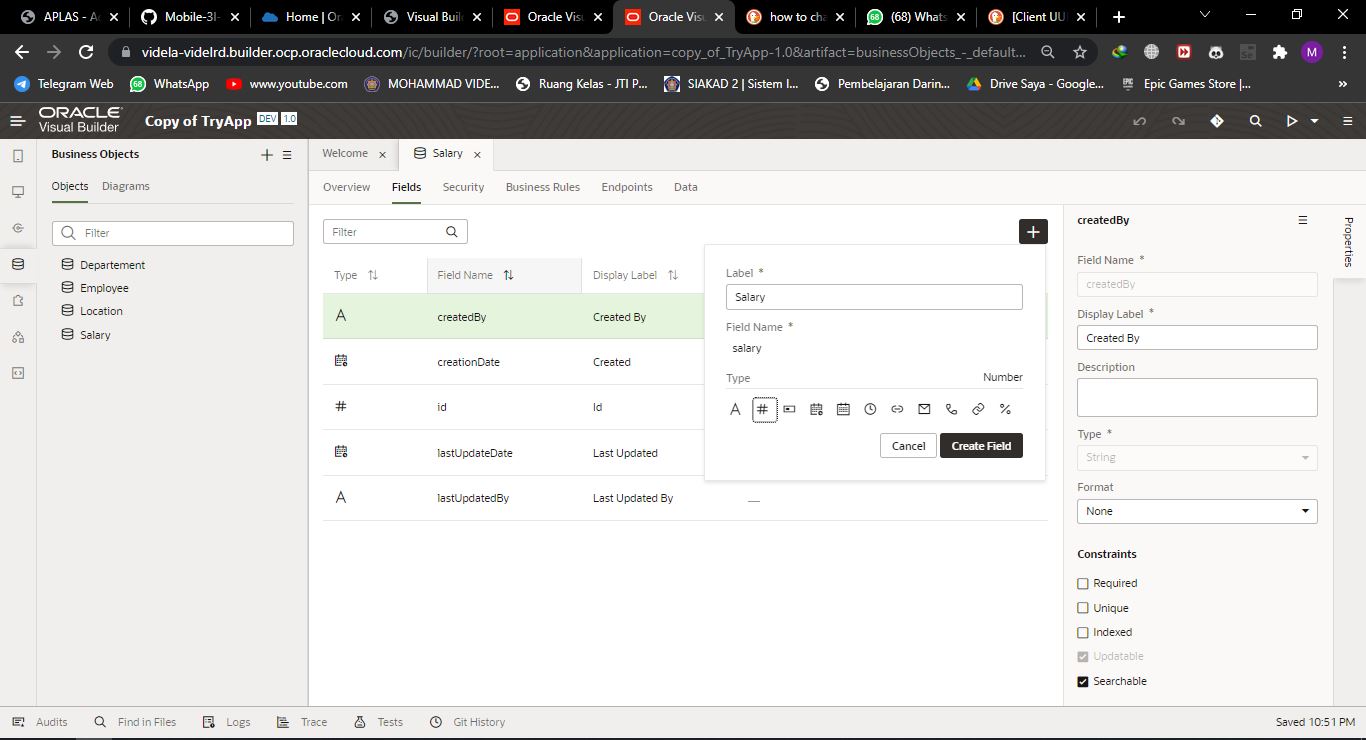 APLAS - A
Mobile-3I-
Home | Or
Visual Buil
Oracle Visu
Oracle Visu
how to cha
(68) Whats
[Client UU
videla-videlrd.builder.ocp.oraclecloud.com/ic/builder/?root=application&application=copy_of_TryApp-1.0&artifact=businessObjects_-_default...
M
Telegram Web
WhatsApp
www.youtube.com
MOHAMMAD VIDE...
Ruang Kelas - JTI P...
SIAKAD 2 | Sistem I...
Pembelajaran Darin...
Drive Saya - Google...
Epic Games Store |...
ORACLE
Visual Builder
Copy of TryApp DEV 1.0
Business Objects
Objects Diagrams
Filter
Departement
Employee
Location
Salary
Welcome
Salary
Overview Fields Security Business Rules Endpoints Data
Filter
Type Field Name Display Label
A createdBy Created By
creationDate Created
# id Id
lastUpdateDate Last Updated
A lastUpdatedBy Last Updated By —
Label *
Salary
Field Name *
salary
Type Number
A # %
Cancel Create Field
createdBy
Field Name *
createdBy
Display Label *
Created By
Description
Type *
String
Format
None
Constraints
Required
Unique
Indexed
Updatable
Searchable
Properties
Audits Find in Files Logs Trace Tests Git History
Saved 10:51 PM